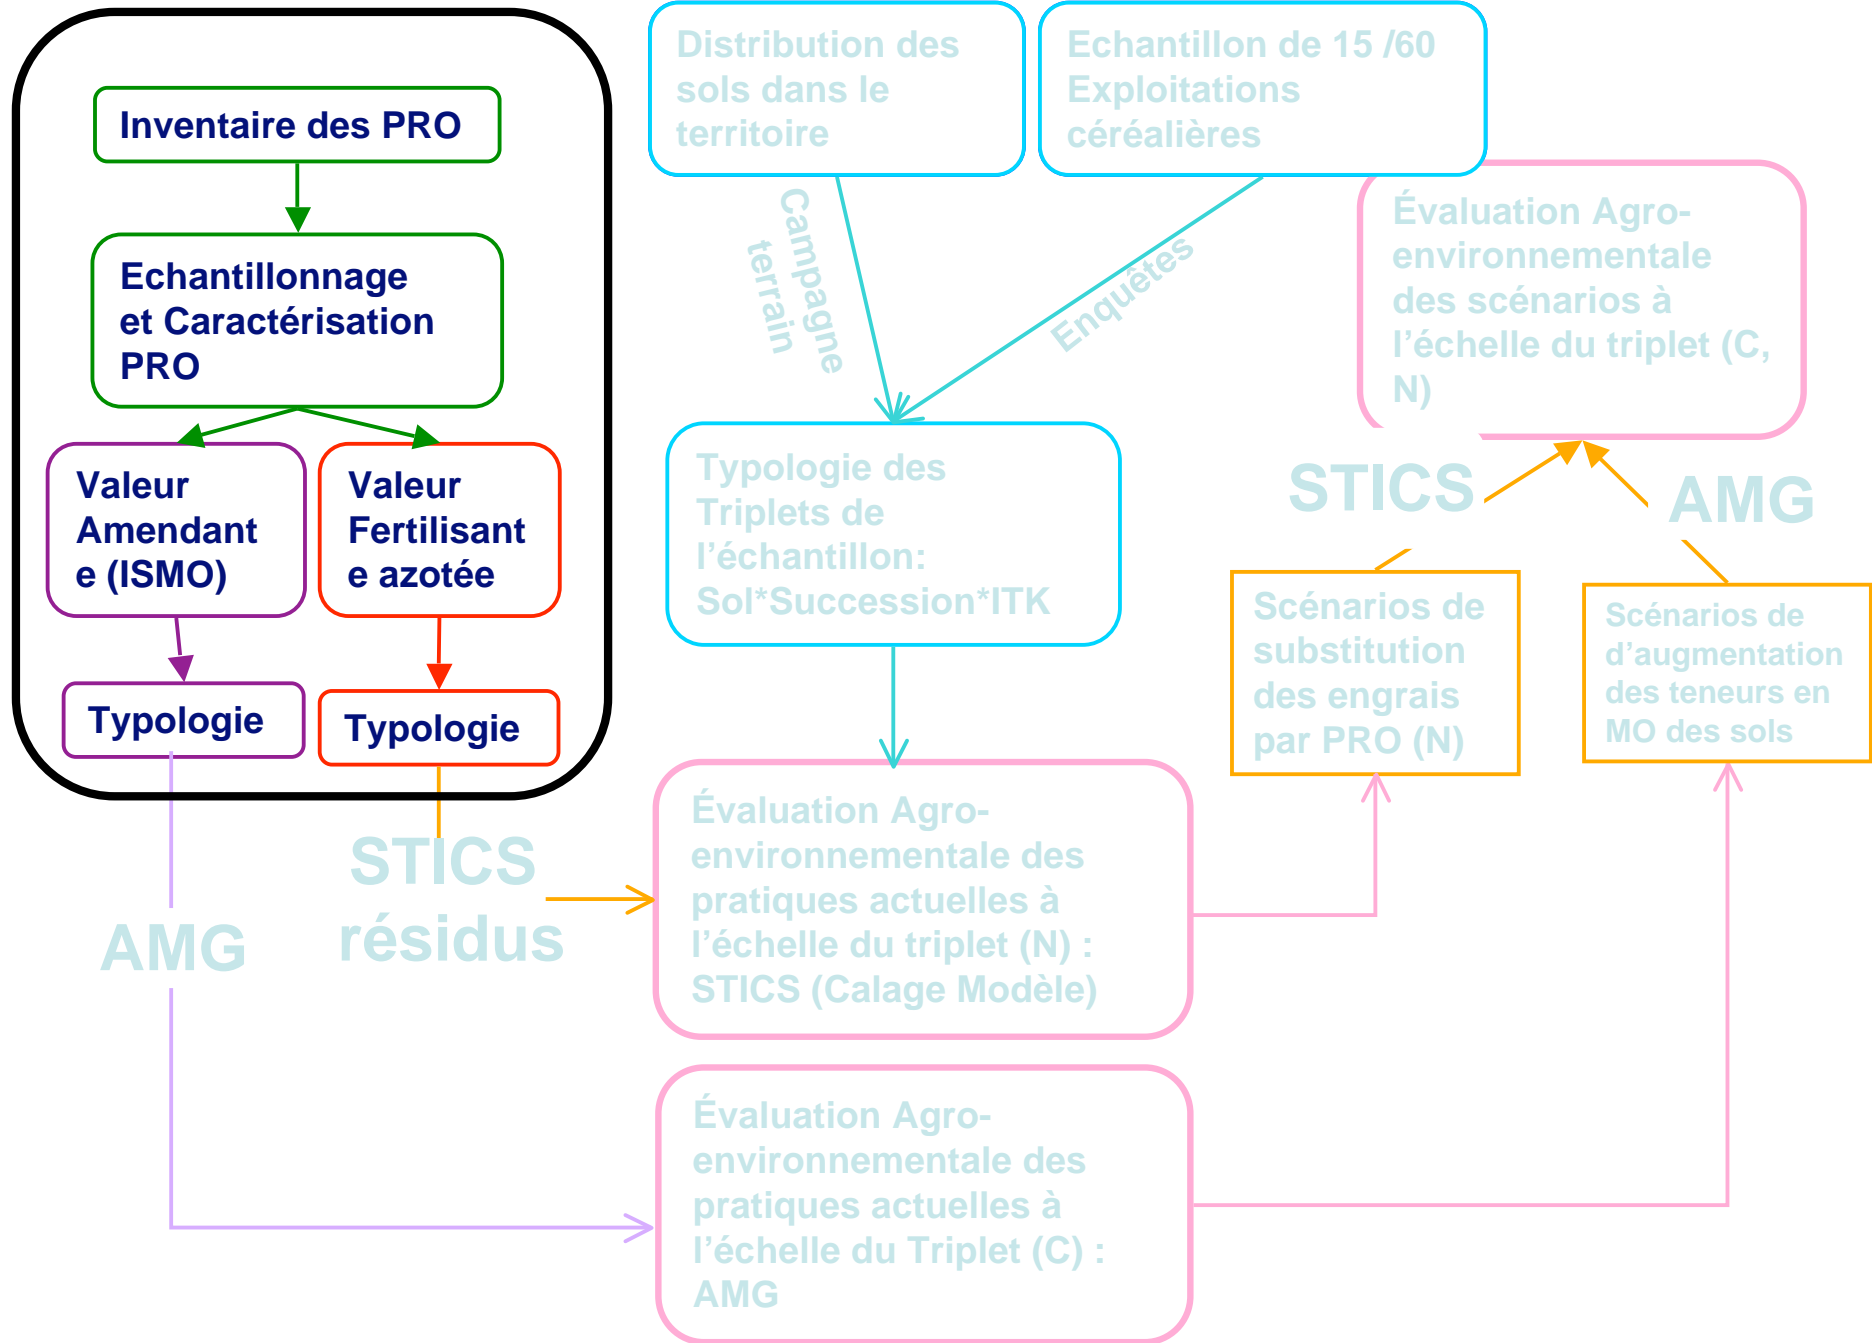 Inventaire des PRO
Echantillonnage
et Caractérisation
PRO
Valeur
Amendant
e (ISMO)
Valeur
Fertilisant
e azotée
Typologie
Typologie
AMG
STICS
résidus
Distribution des
sols dans le
territoire
Echantillon de 15 /60
Exploitations
céréalières
Campagne
terrain
Enquêtes
Typologie des
Triplets de
l’échantillon:
Sol*Succession*ITK
Évaluation Agro-
environnementale des
pratiques actuelles à
l’échelle du triplet (N) :
STICS (Calage Modèle)
Évaluation Agro-
environnementale des
pratiques actuelles à
l’échelle du Triplet (C) :
AMG
Évaluation Agro-
environnementale
des scénarios à
l’échelle du triplet (C,
N)
STICS
AMG
Scénarios de
substitution
des engrais
par PRO (N)
Scénarios de
d’augmentation
des teneurs en
MO des sols